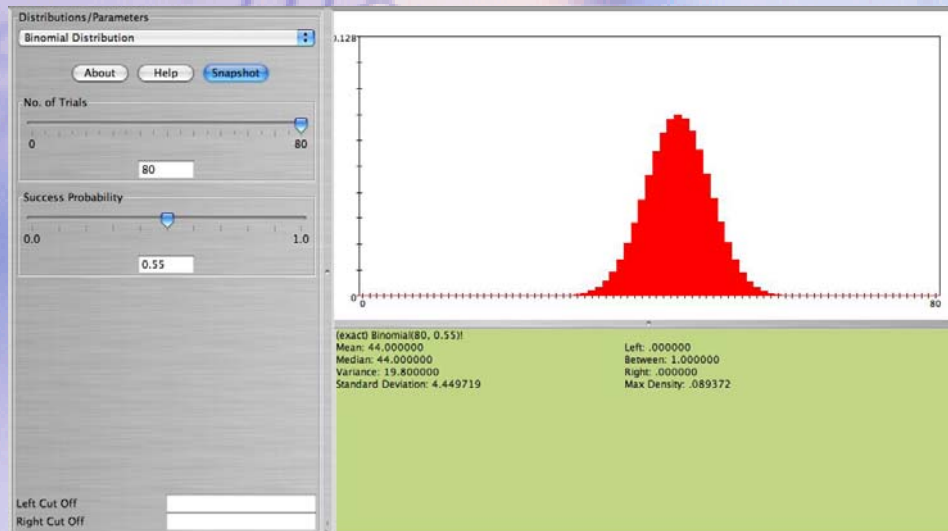 Distributions/Parameters
Binomial Distribution
About Help Snapshot
No. of Trials
0 80
80
Success Probability
0.0 1.0
0.55
Left Cut Off
Right Cut Off
0.128
0
0 80
(exact) Binomial(80, 0.55)!
Mean: 44.000000
Median: 44.000000
Variance: 19.800000
Standard Deviation: 4.449719
Left: .000000
Between: 1.000000
Right: .000000
Max Density: .089372